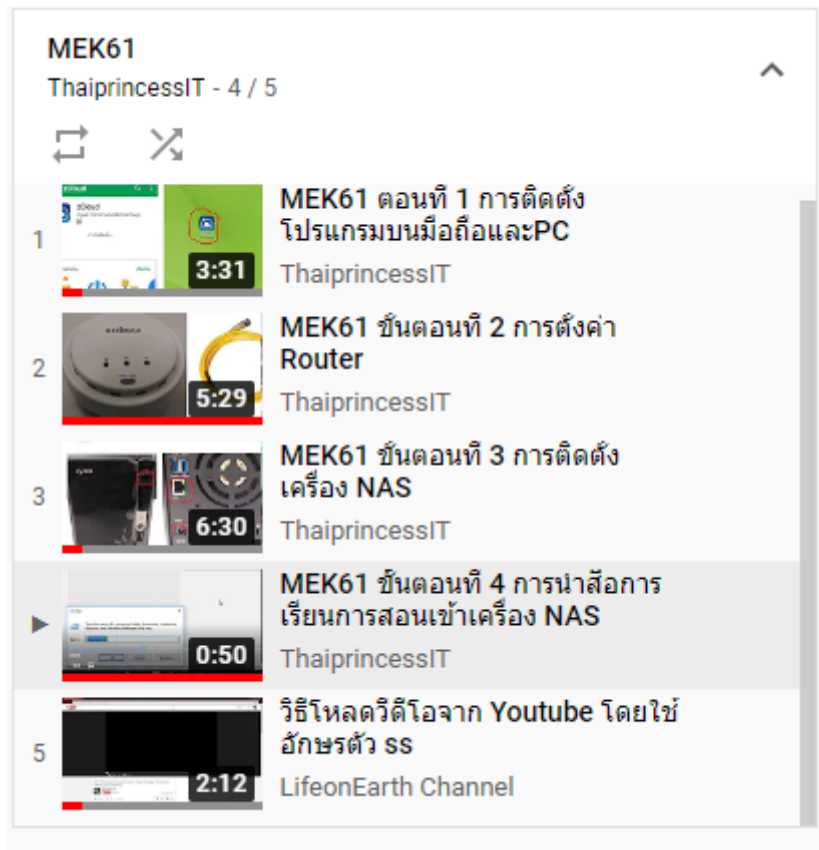 MEK61
ThaiprincessIT - 4 / 5
1
3:31
MEK61 ตอนที่ 1 การติดตั้ง
โปรแกรมบนมือถือและPC
ThaiprincessIT
2
5:29
MEK61 ขั้นตอนที่ 2 การตั้งค่า
Router
ThaiprincessIT
3
6:30
MEK61 ขั้นตอนที่ 3 การติดตั้ง
เครื่อง NAS
ThaiprincessIT
0:50
MEK61 ขั้นตอนที่ 4 การนำสื่อการ
เรียนการสอนเข้าเครื่อง NAS
ThaiprincessIT
5
2:12
วิธีโหลดวีดีโอจาก Youtube โดยใช้
อักษรตัว ss
LifeonEarth Channel